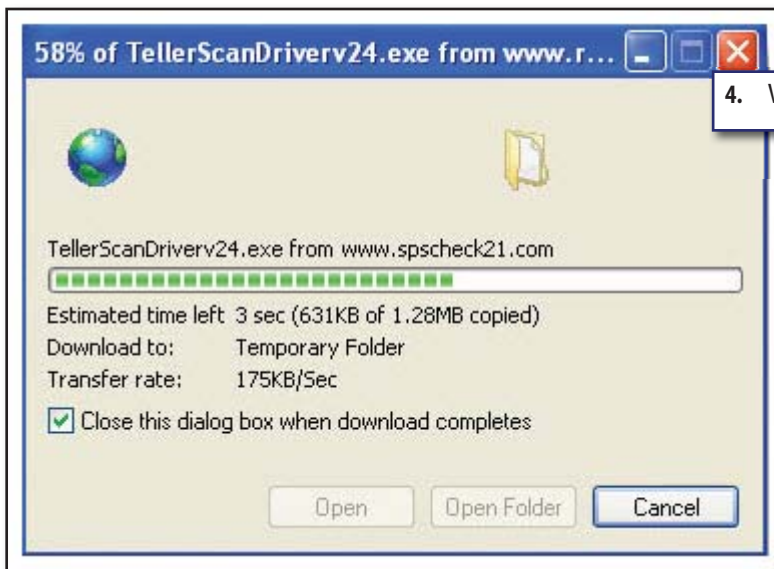 58% of TellerScanDriverv24.exe from www.r...
4.
TellerScanDriverv24.exe from www.spscheck21.com
Estimated time left 3 sec (631KB of 1.28MB copied)
Download to: Temporary Folder
Transfer rate: 175KB/Sec
Close this dialog box when download completes
Open
Open Folder
Cancel